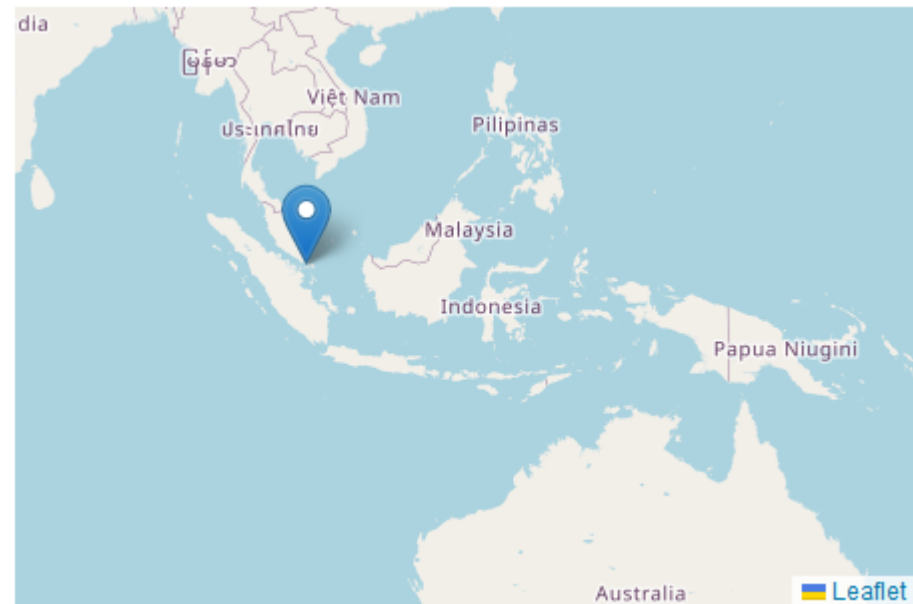 dia
မြန်မာ
Việt Nam
ประเทศไทย
Pilipinas
Malaysia
Indonesia
Papua Niugini
Australia
Leaflet